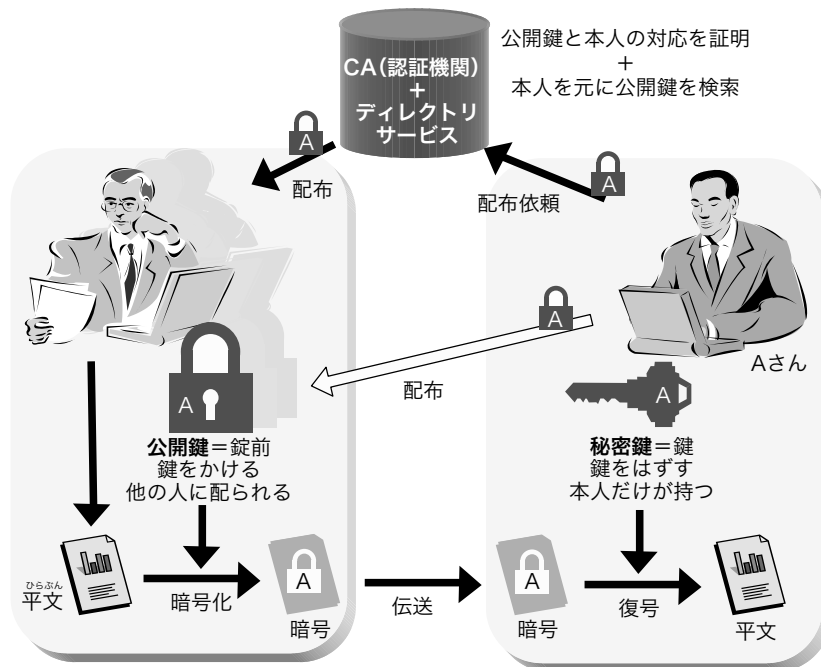 公開鍵と本人の対応を証明
+
本人を元に公開鍵を検索
CA(認証機関)
+
ディレクトリ
サービス
A
配布
A
配布依頼
A
配布
Aさん
A
公開鍵＝錠前
鍵をかける
他の人に配られる
A
秘密鍵＝鍵
鍵をはずす
本人だけが持つ
ひらぶん
平文
暗号化
A
暗号
伝送
A
暗号
復号
平文